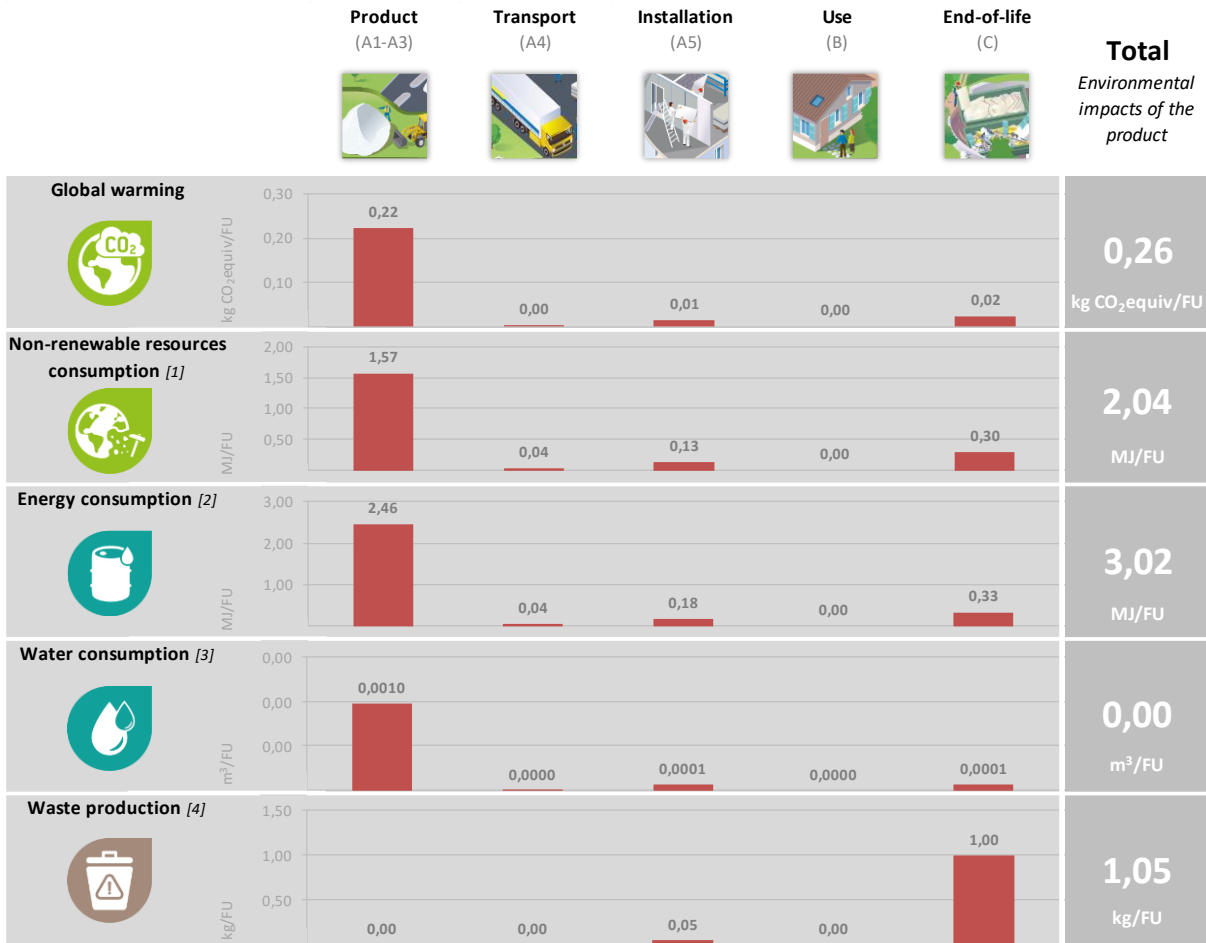 Product
(A1-A3)
Transport
(A4)
Installation
(A5)
Use
(B)
End-of-life
(C)
Total
Environmental
impacts of the
product
Global warming
CO₂
kg CO₂equiv/FU
0,30
0,20
0,10
0,22
0,00
0,01
0,00
0,02
0,26
kg CO₂equiv/FU
Non-renewable resources
consumption [1]
MJ/FU
2,00
1,50
1,00
0,50
1,57
0,04
0,13
0,00
0,30
2,04
MJ/FU
Energy consumption [2]
MJ/FU
3,00
2,00
1,00
2,46
0,04
0,18
0,00
0,33
3,02
MJ/FU
Water consumption [3]
m³/FU
0,00
0,00
0,00
0,0010
0,0000
0,0001
0,0000
0,0001
0,00
m³/FU
Waste production [4]
kg/FU
1,50
1,00
0,50
0,00
0,00
0,05
0,00
1,00
1,05
kg/FU